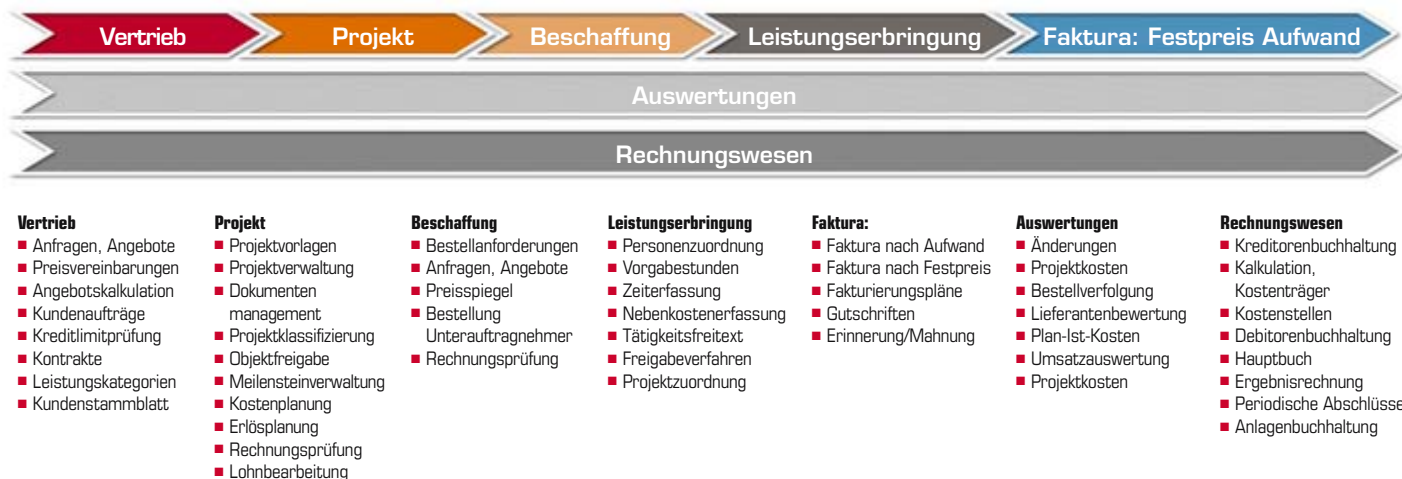 Vertrieb
Projekt
Beschaffung
Leistungserbringung
Faktura: Festpreis Aufwand
Auswertungen
Rechnungswesen
Vertrieb
■ Anfragen, Angebote
■ Preisvereinbarungen
■ Angebotskalkulation
■ Kundenaufträge
■ Kreditlimitprüfung
■ Kontrakte
■ Leistungskategorien
■ Kundenstammblatt
Projekt
■ Projektvorlagen
■ Projektverwaltung
■ Dokumenten
management
■ Projektklassifizierung
■ Objektfreigabe
■ Meilensteinverwaltung
■ Kostenplanung
■ Erlösplanung
■ Rechnungsprüfung
■ Lohnbearbeitung
Beschaffung
■ Bestellanforderungen
■ Anfragen, Angebote
■ Preisspiegel
■ Bestellung
Unterauftragnehmer
■ Rechnungsprüfung
Leistungserbringung
■ Personenzuordnung
■ Vorgabestunden
■ Zeiterfassung
■ Nebenkostenerfassung
■ Tätigkeitsfreitext
■ Freigabeverfahren
■ Projektzuordnung
Faktura:
■ Faktura nach Aufwand
■ Faktura nach Festpreis
■ Fakturierungspläne
■ Gutschriften
■ Erinnerung/Mahnung
Auswertungen
■ Änderungen
■ Projektkosten
■ Bestellverfolgung
■ Lieferantenbewertung
■ Plan-Ist-Kosten
■ Umsatzauswertung
■ Projektkosten
Rechnungswesen
■ Kreditorenbuchhaltung
■ Kalkulation,
Kostenträger
■ Kostenstellen
■ Debitorenbuchhaltung
■ Hauptbuch
■ Ergebnisrechnung
■ Periodische Abschlüsse
■ Anlagenbuchhaltung